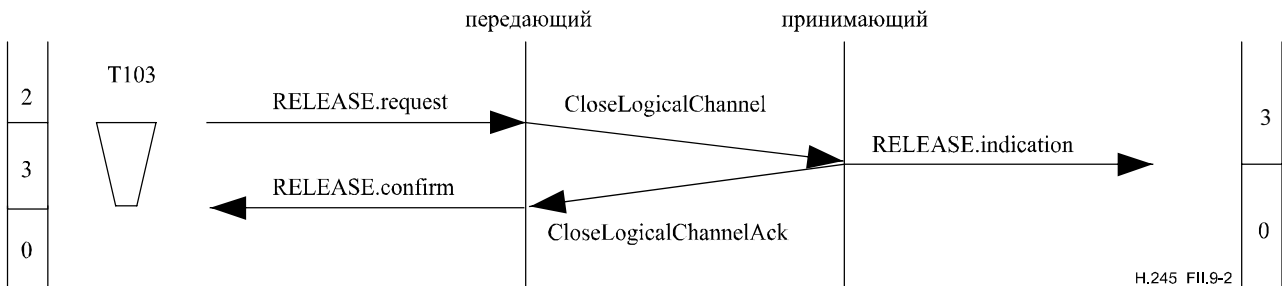 передающий принимающий
T103
2
3
0
RELEASE.request
CloseLogicalChannel
RELEASE.indication
RELEASE.confirm
CloseLogicalChannelAck
3
0
H.245 FII.9-2